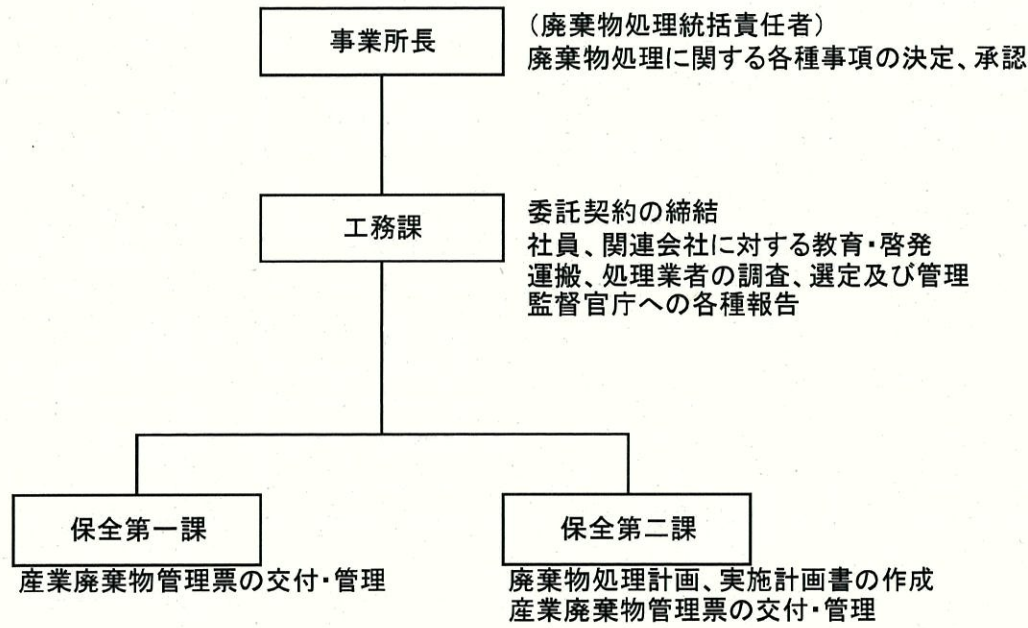 事業所長
(廃棄物処理統括責任者)
廃棄物処理に関する各種事項の決定、承認
工務課
委託契約の締結
社員、関連会社に対する教育・啓発
運搬、処理業者の調査、選定及び管理
監督官庁への各種報告
保全第一課
産業廃棄物管理票の交付・管理
保全第二課
廃棄物処理計画、実施計画書の作成
産業廃棄物管理票の交付・管理